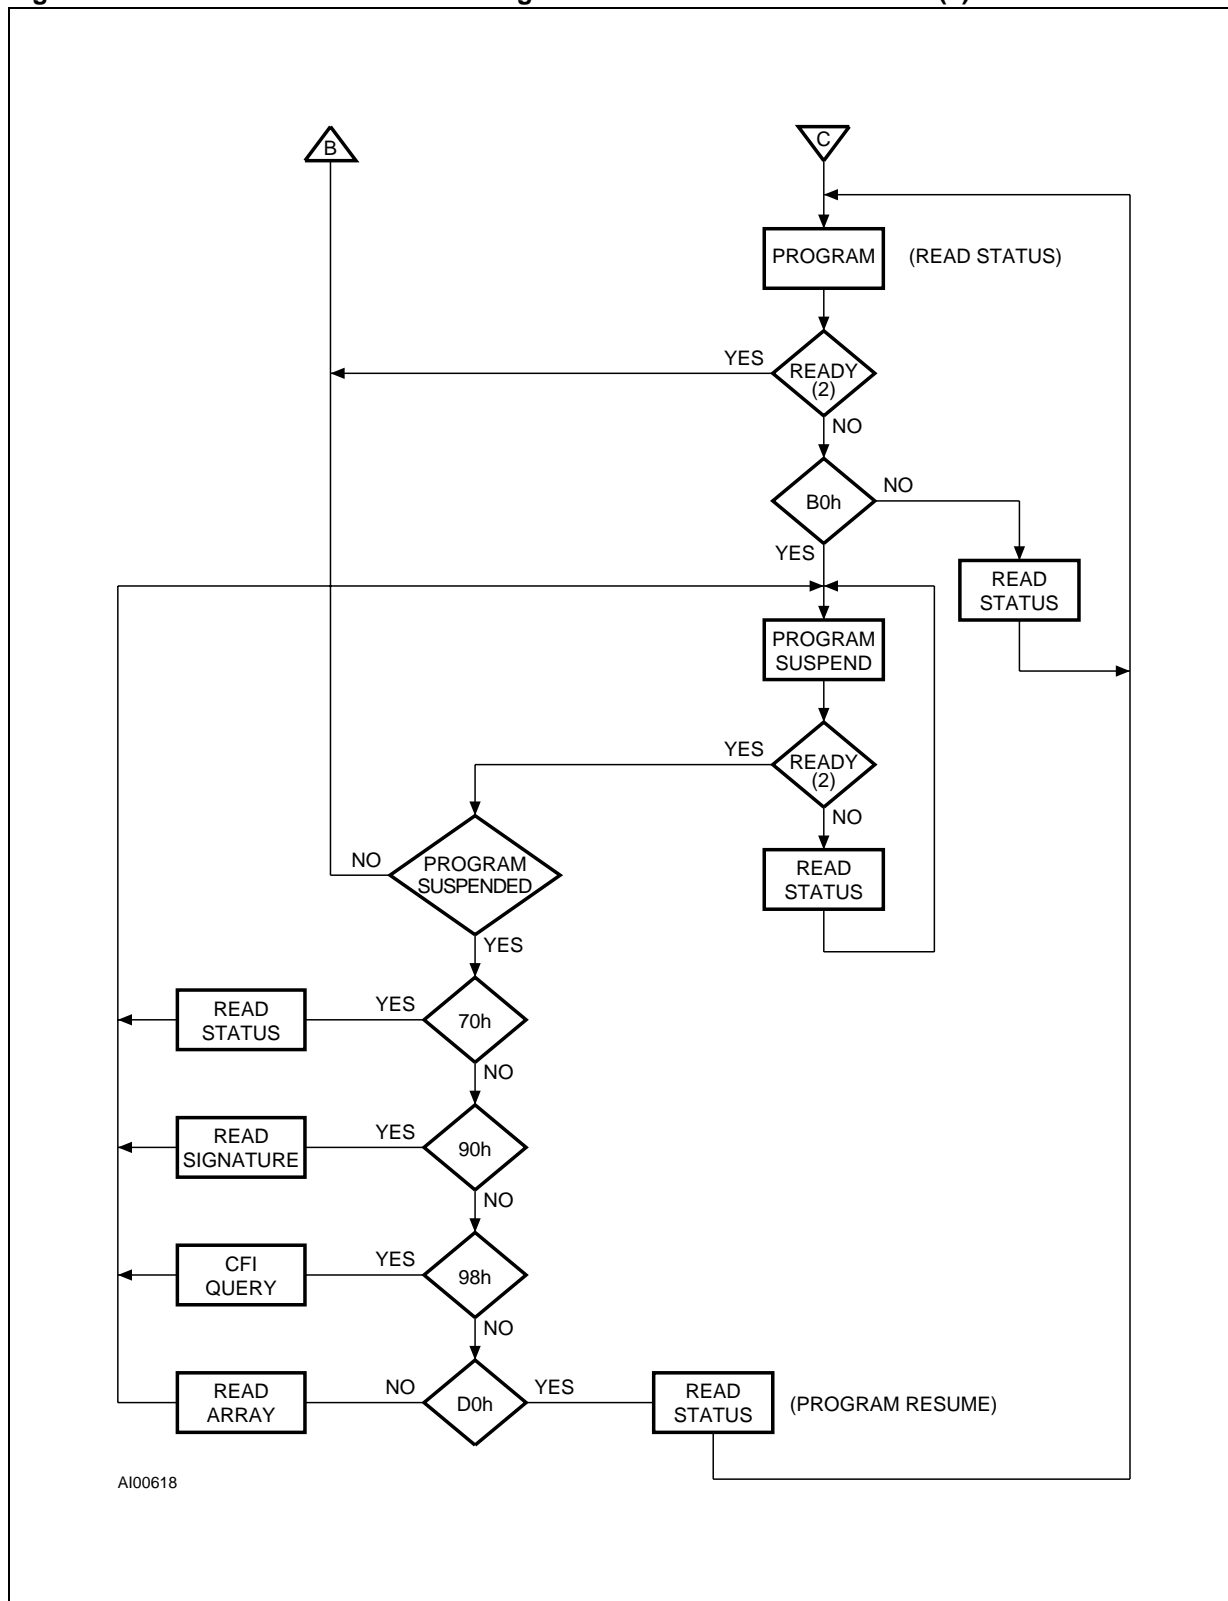 B
C
PROGRAM
(READ STATUS)
YES
READY
(2)
NO
B0h
NO
YES
READ
STATUS
PROGRAM
SUSPEND
YES
READY
(2)
NO
NO
PROGRAM
SUSPENDED
READ
STATUS
YES
READ
STATUS
YES
70h
NO
READ
SIGNATURE
YES
90h
NO
CFI
QUERY
YES
98h
NO
READ
ARRAY
NO
D0h
YES
READ
STATUS
(PROGRAM RESUME)
AI00618